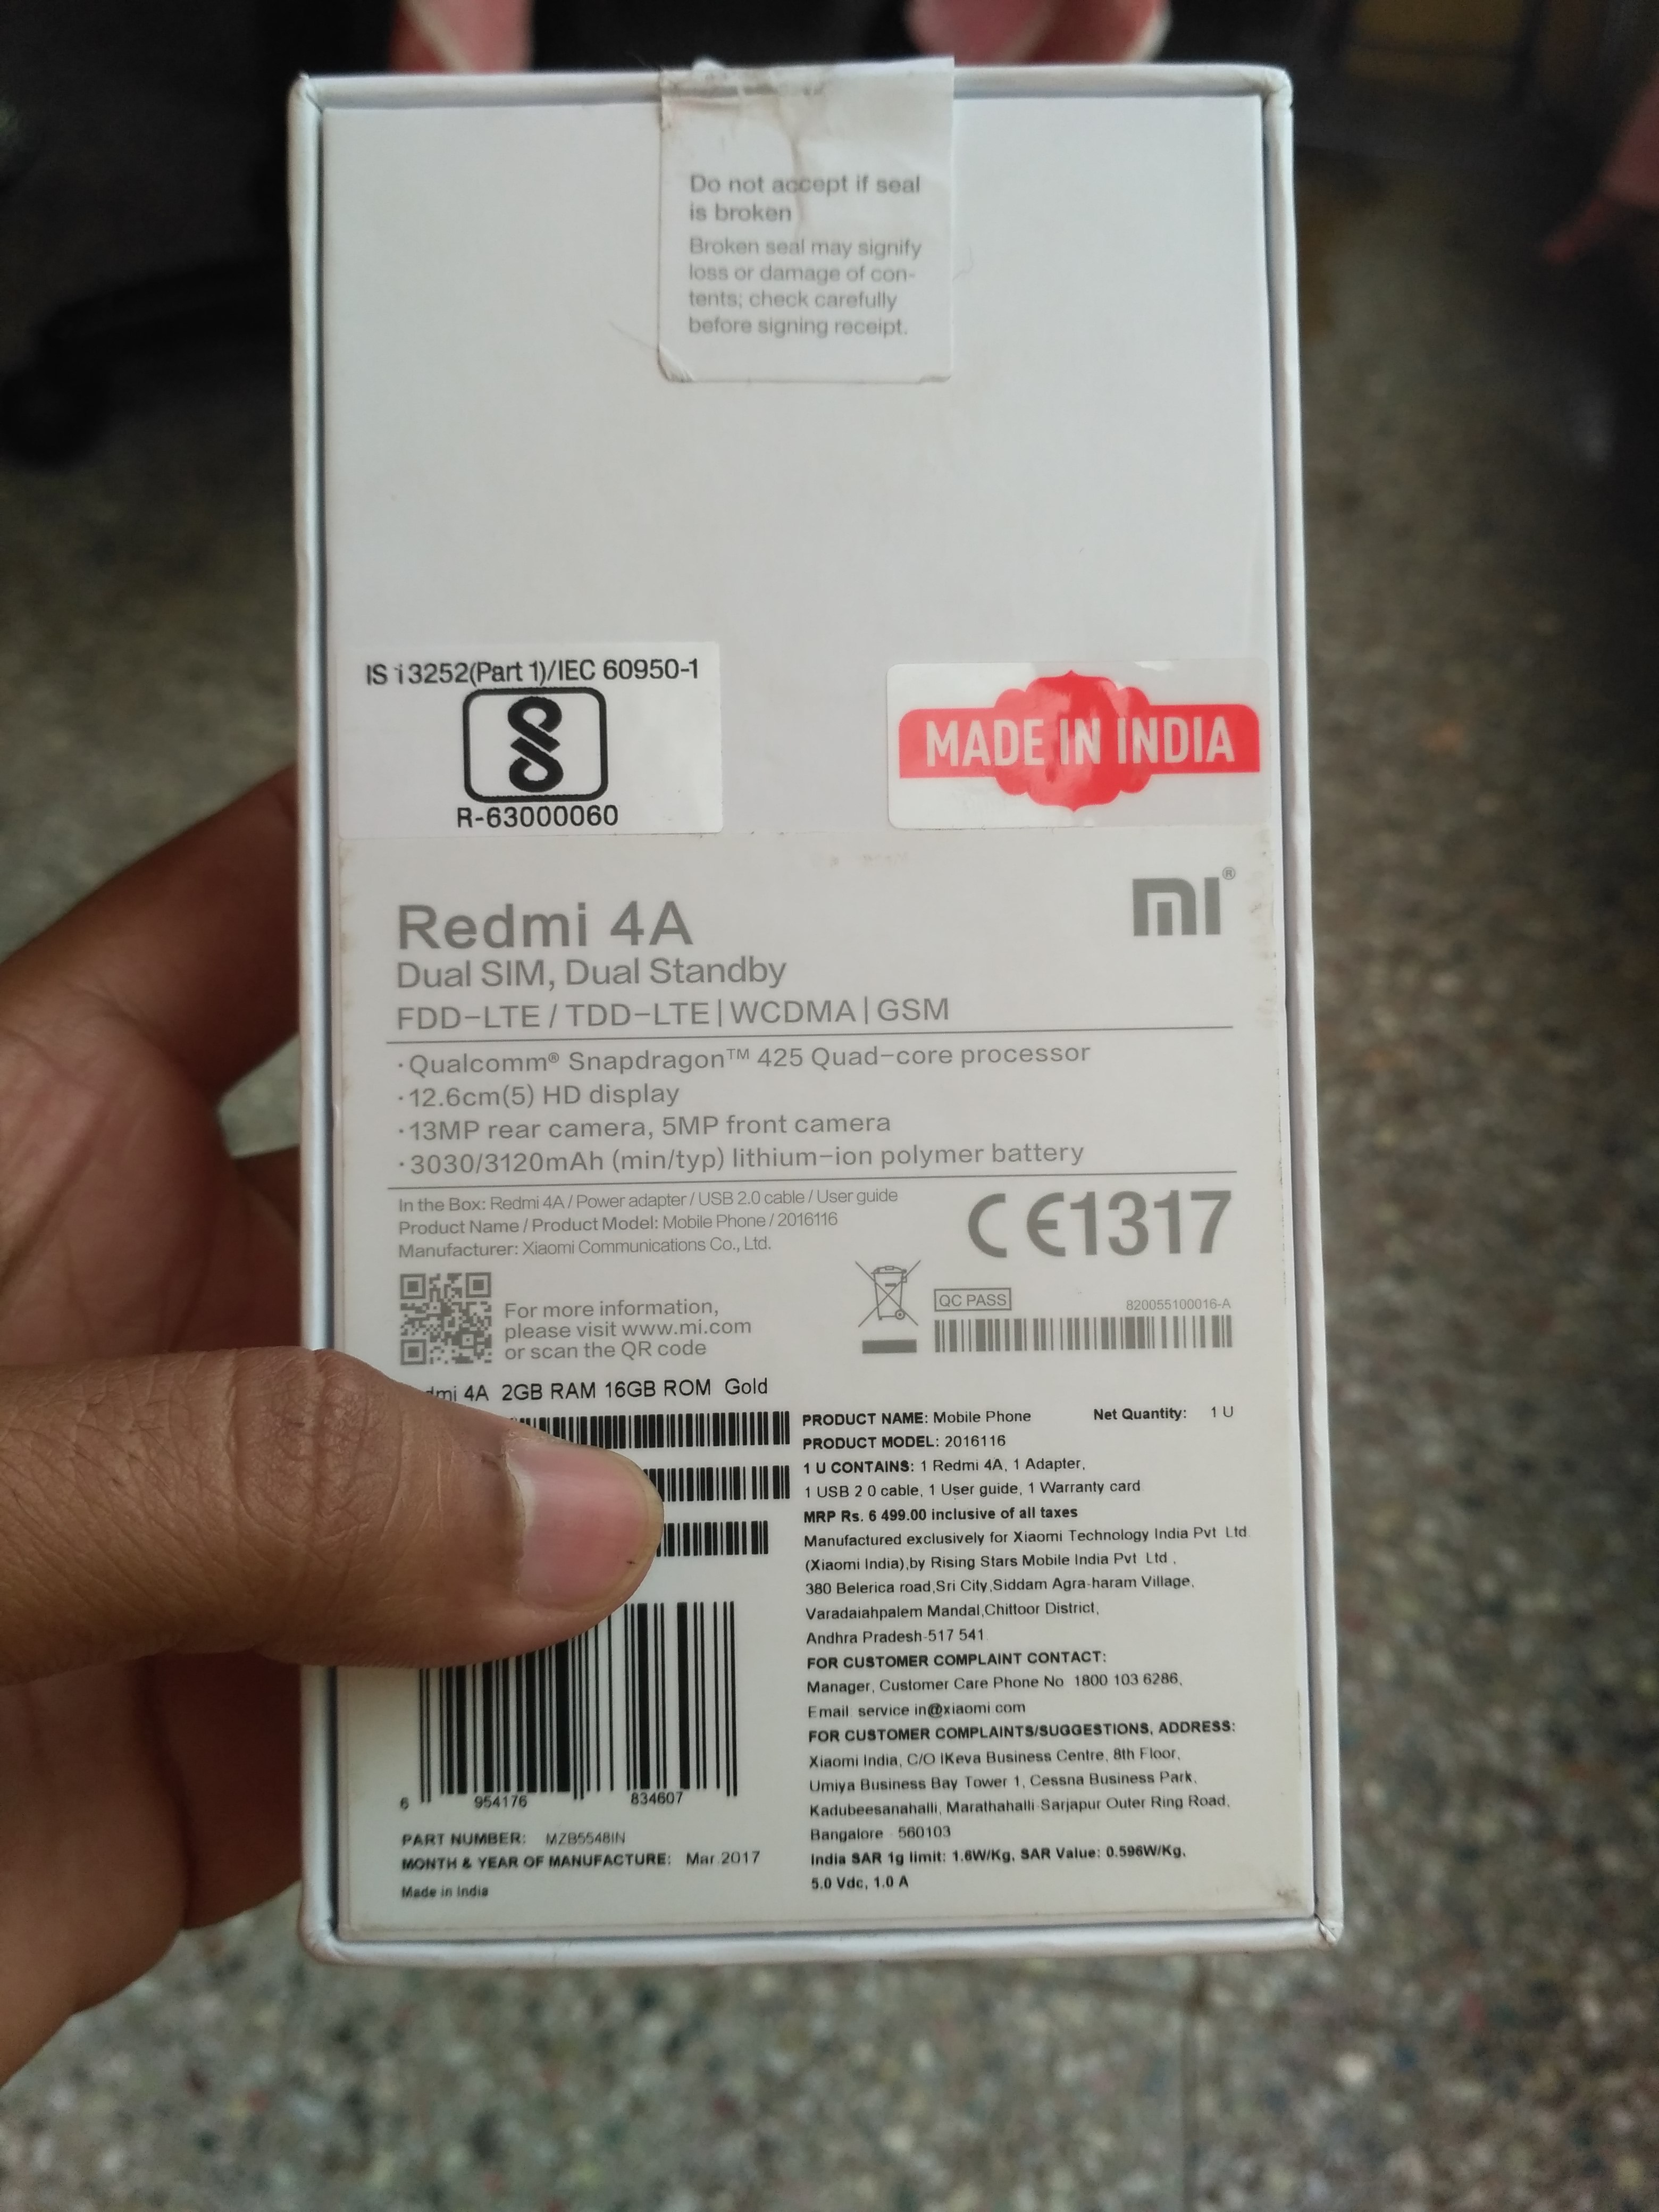 Do not accept if seal
is broken
Broken seal may signify
loss or damage of con-
tents; check carefully
before signing receipt.
IS i3252(Part 1)/IEC 60950-1
R-63000060
MADE IN INDIA
mi®
Redmi 4A
Dual SIM, Dual Standby
FDD-LTE / TDD-LTE | WCDMA | GSM
·Qualcomm® Snapdragon™ 425 Quad-core processor
·12.6cm(5) HD display
·13MP rear camera, 5MP front camera
·3030/3120mAh (min/typ) lithium-ion polymer battery
In the Box: Redmi 4A / Power adapter / USB 2.0 cable / User guide
Product Name / Product Model: Mobile Phone / 2016116
Manufacturer: Xiaomi Communications Co., Ltd.
CE1317
For more information,
please visit www.mi.com
or scan the QR code
QC PASS
820055100016-A
4A 2GB RAM 16GB ROM Gold
6 954176 834607
PART NUMBER: MZB5548IN
MONTH & YEAR OF MANUFACTURE: Mar 2017
Made in India
PRODUCT NAME: Mobile Phone Net Quantity: 1 U
PRODUCT MODEL: 2016116
1 U CONTAINS: 1 Redmi 4A, 1 Adapter,
1 USB 2 0 cable, 1 User guide, 1 Warranty card
MRP Rs. 6 499.00 inclusive of all taxes
Manufactured exclusively for Xiaomi Technology India Pvt Ltd
(Xiaomi India),by Rising Stars Mobile India Pvt Ltd ,
380 Belerica road,Sri City,Siddam Agra-haram Village,
Varadaiahpalem Mandal,Chittoor District,
Andhra Pradesh-517 541
FOR CUSTOMER COMPLAINT CONTACT:
Manager, Customer Care Phone No 1800 103 6286,
Email service in@xiaomi com
FOR CUSTOMER COMPLAINTS/SUGGESTIONS, ADDRESS:
Xiaomi India, C/O IKeva Business Centre, 8th Floor,
Umiya Business Bay Tower 1, Cessna Business Park,
Kadubeesanahalli, Marathahalli-Sarjapur Outer Ring Road,
Bangalore - 560103
India SAR 1g limit: 1.6W/Kg, SAR Value: 0.596W/Kg,
5.0 Vdc, 1.0 A